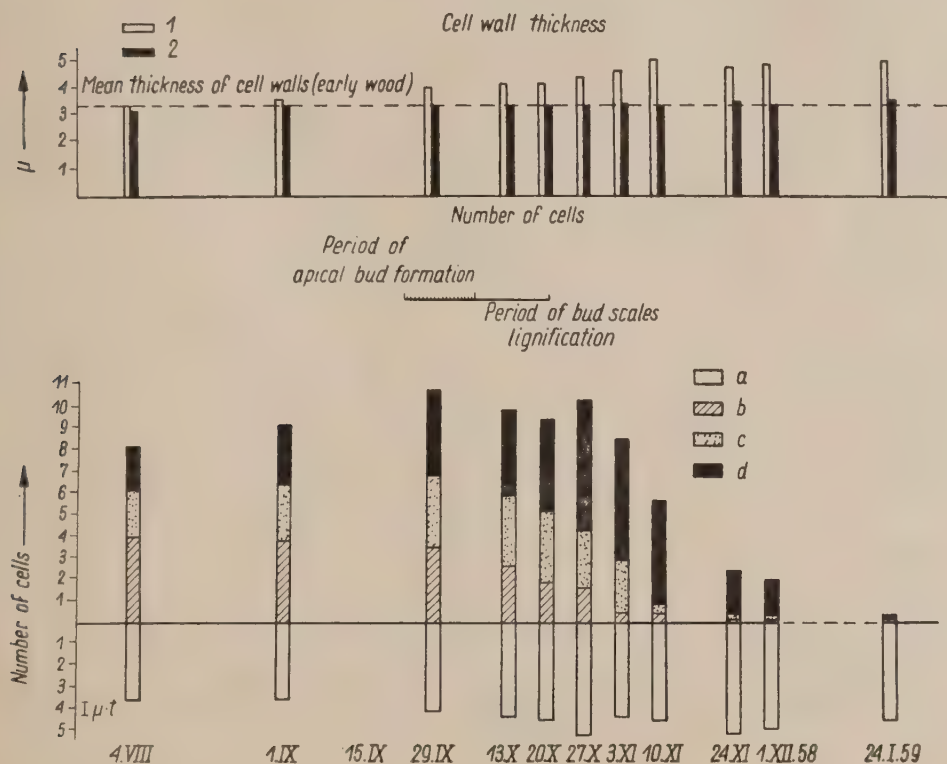 1
2
Cell wall thickness
5
4
3
2
1
μ
Mean thickness of cell walls (early wood)
Number of cells
Period of
apical bud formation
Period of bud scales
lignification
a
b
c
d
11
10
9
8
7
6
5
4
3
2
1
1
2
3
4
5
Number of cells
4.VIII 1.IX 15.IX 29.IX 13.X 20.X 27.X 3.XI 10.XI 24.XI 1.XII.58 24.I.59